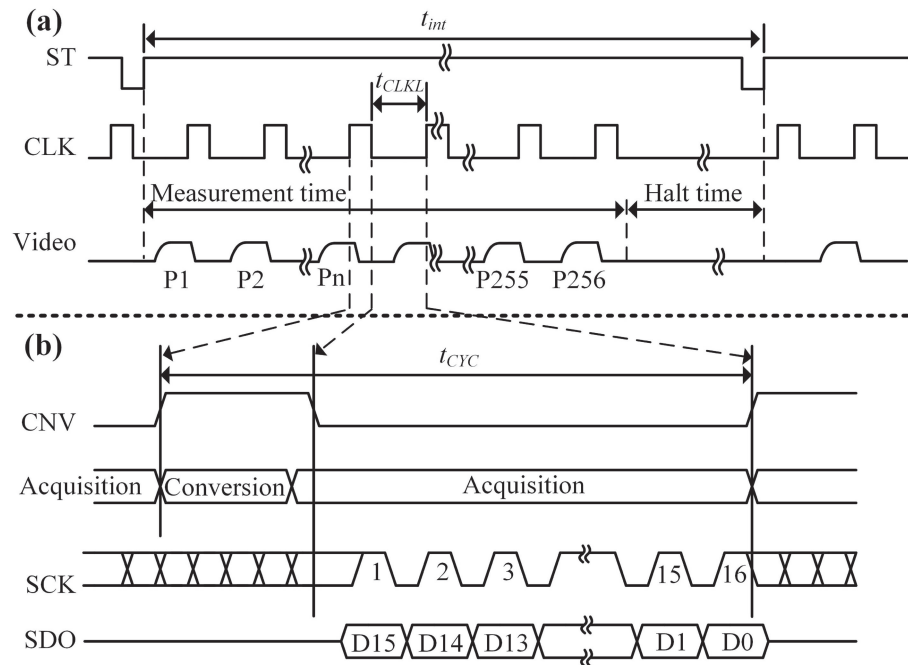 (a)
t_int
ST
t_CLKL
CLK
Measurement time
Halt time
Video
P1 P2 Pn P255 P256
(b)
t_CYC
CNV
Acquisition Conversion Acquisition
SCK 1 2 3 15 16
SDO D15 D14 D13 D1 D0